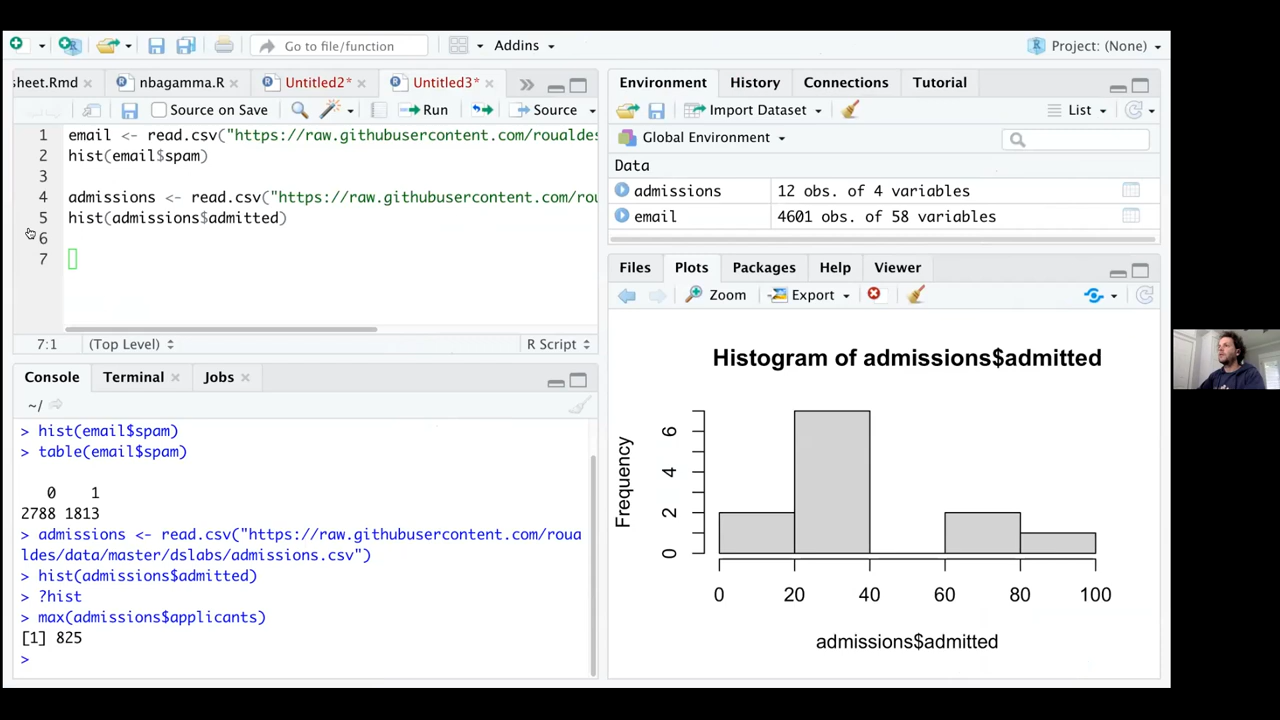 Go to file/function
Addins
Project: (None)
sheet.Rmd
nbagamma.R
Untitled2*
Untitled3*
Source on Save
Run
Source
1 email <- read.csv("https://raw.githubusercontent.com/roualdes
2 hist(email$spam)
3
4 admissions <- read.csv("https://raw.githubusercontent.com/rou
5 hist(admissions$admitted)
6
7
7:1
(Top Level)
R Script
Console
Terminal
Jobs
~/
> hist(email$spam)
> table(email$spam)
0 1
2788 1813
> admissions <- read.csv("https://raw.githubusercontent.com/roua
ldes/data/master/dslabs/admissions.csv")
> hist(admissions$admitted)
> ?hist
> max(admissions$applicants)
[1] 825
>
Environment
History
Connections
Tutorial
Import Dataset
List
Global Environment
Data
admissions 12 obs. of 4 variables
email 4601 obs. of 58 variables
Files
Plots
Packages
Help
Viewer
Zoom
Export
Histogram of admissions$admitted
Frequency
6
4
2
0
0 20 40 60 80 100
admissions$admitted